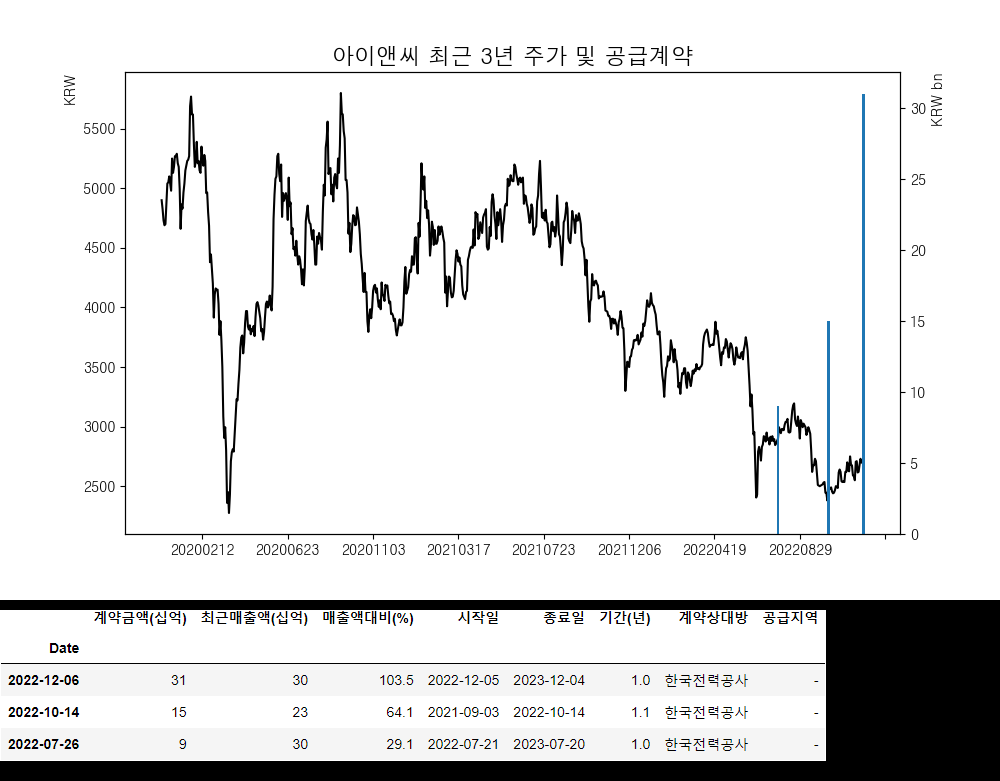 아이앤씨 최근 3년 주가 및 공급계약
KRW
KRW bn
5500
5000
4500
4000
3500
3000
2500
30
25
20
15
10
5
0
20200212 20200623 20201103 20210317 20210723 20211206 20220419 20220829
계약금액(십억) 최근매출액(십억) 매출액대비(%) 시작일 종료일 기간(년) 계약상대방 공급지역
Date
2022-12-06 31 30 103.5 2022-12-05 2023-12-04 1.0 한국전력공사 -
2022-10-14 15 23 64.1 2021-09-03 2022-10-14 1.1 한국전력공사 -
2022-07-26 9 30 29.1 2022-07-21 2023-07-20 1.0 한국전력공사 -